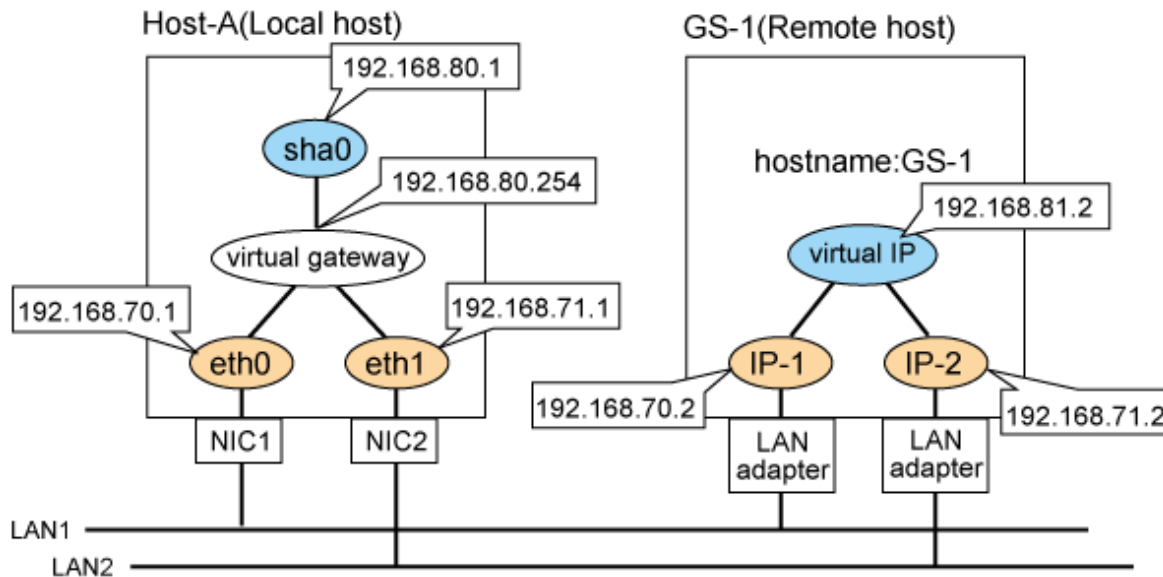 Host-A(Local host)
GS-1(Remote host)
192.168.80.1
sha0
192.168.80.254
hostname:GS-1
192.168.81.2
virtual gateway
virtual IP
192.168.70.1
192.168.71.1
eth0
eth1
IP-1
IP-2
192.168.70.2
192.168.71.2
NIC1
NIC2
LAN
adapter
LAN
adapter
LAN1
LAN2